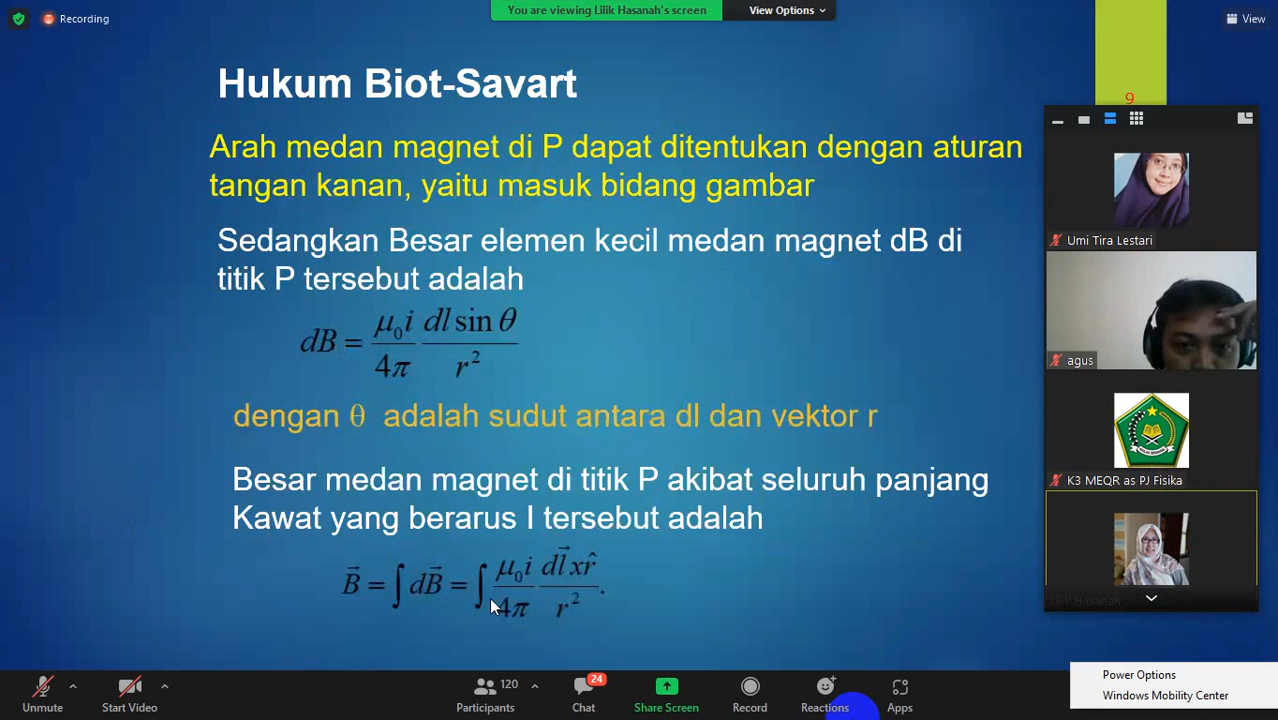 Recording
You are viewing Lilik Hasanah's screen
View Options
View
9
Hukum Biot-Savart
Arah medan magnet di P dapat ditentukan dengan aturan
tangan kanan, yaitu masuk bidang gambar
Sedangkan Besar elemen kecil medan magnet dB di
titik P tersebut adalah
dB = μ₀i/4π dl sin θ/r²
dengan θ adalah sudut antara dl dan vektor r
Besar medan magnet di titik P akibat seluruh panjang
Kawat yang berarus I tersebut adalah
B⃗ = ∫ dB⃗ = ∫ μ₀i/4π dl⃗ x r̂/r² .
Umi Tira Lestari
agus
K3 MEQR as PJ Fisika
Lilik Hasanah
Power Options
Windows Mobility Center
Unmute
Start Video
120
Participants
24
Chat
Share Screen
Record
Reactions
Apps